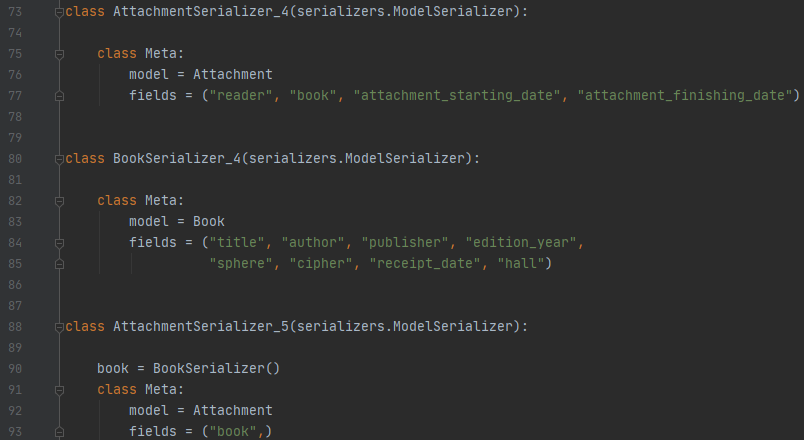 73 class AttachmentSerializer_4(serializers.ModelSerializer):
74
75     class Meta:
76         model = Attachment
77         fields = ("reader", "book", "attachment_starting_date", "attachment_finishing_date")
78
79
80 class BookSerializer_4(serializers.ModelSerializer):
81
82     class Meta:
83         model = Book
84         fields = ("title", "author", "publisher", "edition_year",
85                   "sphere", "cipher", "receipt_date", "hall")
86
87
88 class AttachmentSerializer_5(serializers.ModelSerializer):
89
90     book = BookSerializer()
91     class Meta:
92         model = Attachment
93         fields = ("book",)